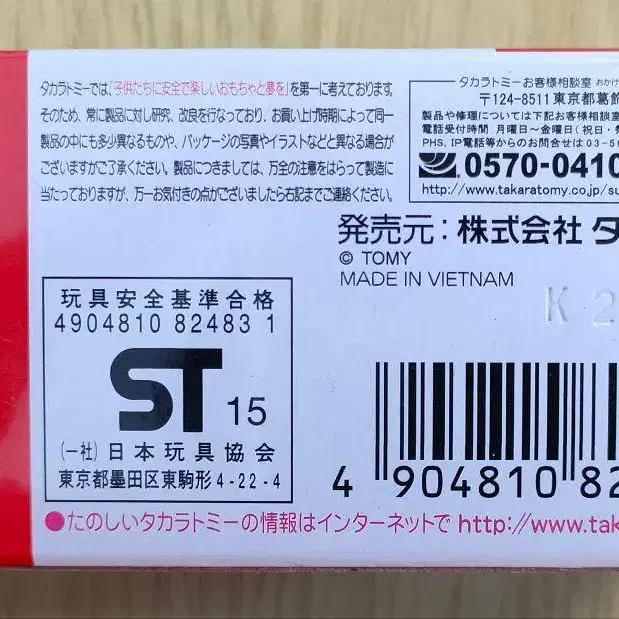 タカラトミーでは、「子供たちに安全で楽しいおもちゃと夢を」を第一に考えております。
そのため、常に製品に対し研究、改良を行なっており、お買い上げ時期によって同一
製品の中にも多少異なるものや、パッケージの写真やイラストなどと異なる場合が
ございますがご了承ください。製品につきましては、万全の注意をはらって製造に
当たっておりますが、万一お気付きの点がございましたら右記までご連絡ください。
タカラトミーお客様相談室 おかけ
〒124-8511 東京都葛飾
製品や修理については下記お客様相談
電話受付時間 月曜日〜金曜日(祝日・
PHS, IP電話等からのお問合わせは03-5
0570-0410
http://www.takaratomy.co.jp/su
発売元:株式会社 タ
© TOMY
MADE IN VIETNAM
K 2
玩具安全基準合格
4904810 82483 1
ST 15
(一社)日本玩具協会
東京都墨田区東駒形4-22-4
4 904810 82
●たのしいタカラトミーの情報はインターネットで http://www.tak